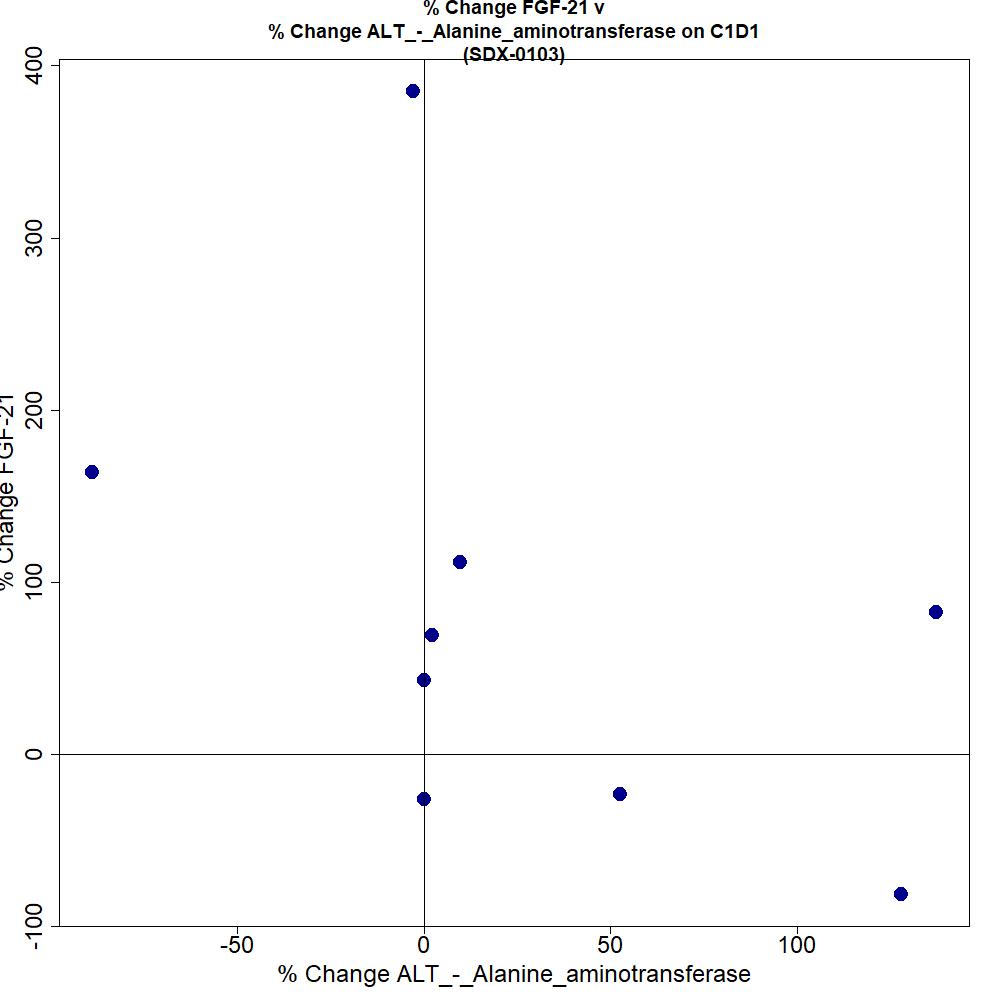 % Change FGF-21 v
% Change ALT_-_Alanine_aminotransferase on C1D1
(SDX-0103)
400
300
200
100
0
-100
% Change FGF-21
-50
0
50
100
% Change ALT_-_Alanine_aminotransferase